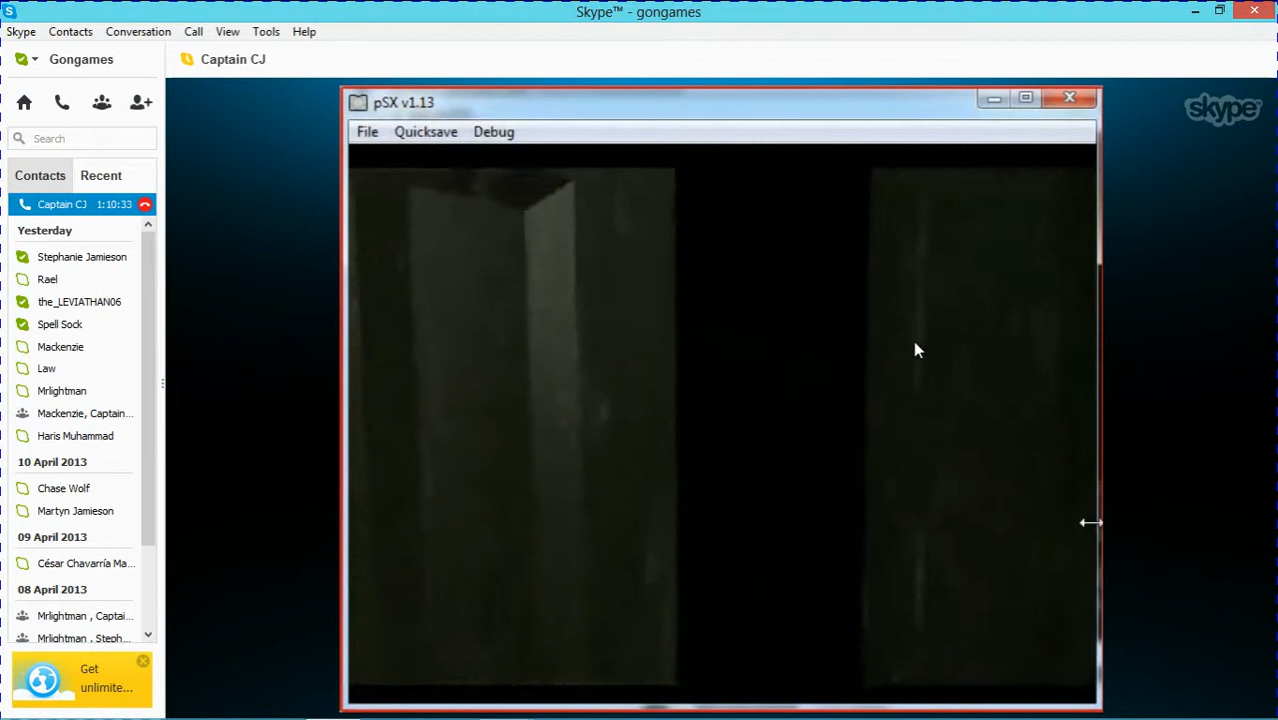 Skype™ - gongames
Skype Contacts Conversation Call View Tools Help
Gongames
Captain CJ
Search
Contacts Recent
Captain CJ 1:10:33
Yesterday
Stephanie Jamieson
Rael
the_LEVIATHAN06
Spell Sock
Mackenzie
Law
Mrlightman
Mackenzie, Captain...
Haris Muhammad
10 April 2013
Chase Wolf
Martyn Jamieson
09 April 2013
César Chavarría Ma...
08 April 2013
Mrlightman , Captai...
Mrlightman , Steph...
Get
unlimite...
pSX v1.13
File Quicksave Debug
skype